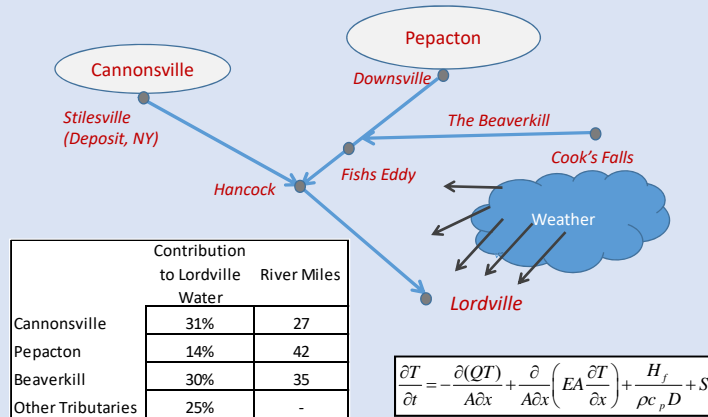 Cannonsville
Pepacton
Downsville
Stilesville
(Deposit, NY)
The Beaverkill
Cook's Falls
Fishs Eddy
Hancock
Weather
Lordville
Contribution to Lordville Water River Miles
Cannonsville 31% 27
Pepacton 14% 42
Beaverkill 30% 35
Other Tributaries 25% -
∂T/∂t = -∂(QT)/A∂x + ∂/A∂x (EA ∂T/∂x) + H_f/ρc_pD + S